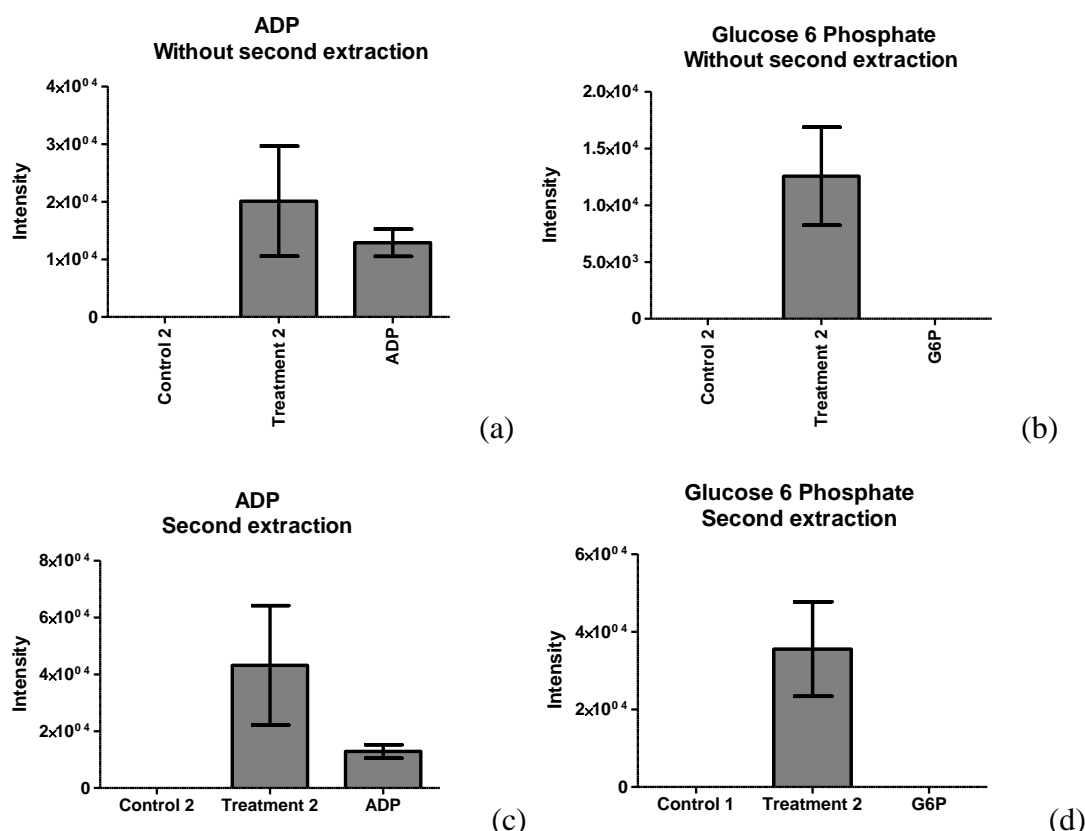 ADP
Without second extraction
4×10⁰⁴
3×10⁰⁴
2×10⁰⁴
1×10⁰⁴
0
Intensity
Control 2
Treatment 2
ADP
(a)
Glucose 6 Phosphate
Without second extraction
2.0×10⁴
1.5×10⁴
1.0×10⁴
5.0×10³
0
Intensity
Control 2
Treatment 2
G6P
(b)
ADP
Second extraction
8×10⁰⁴
6×10⁰⁴
4×10⁰⁴
2×10⁰⁴
0
Intensity
Control 2 Treatment 2 ADP
(c)
Glucose 6 Phosphate
Second extraction
6×10⁰⁴
4×10⁰⁴
2×10⁰⁴
0
Intensity
Control 1 Treatment 2 G6P
(d)